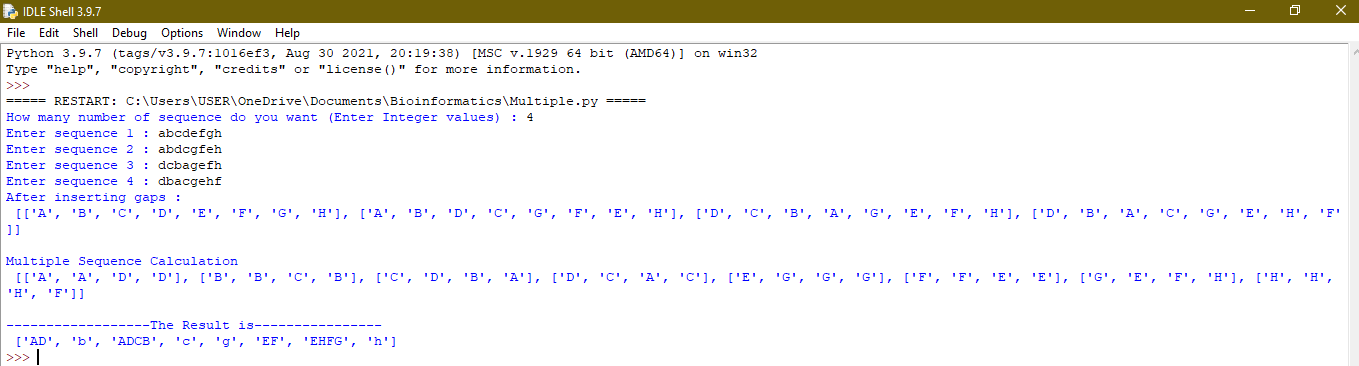 IDLE Shell 3.9.7
File Edit Shell Debug Options Window Help
Python 3.9.7 (tags/v3.9.7:1016ef3, Aug 30 2021, 20:19:38) [MSC v.1929 64 bit (AMD64)] on win32
Type "help", "copyright", "credits" or "license()" for more information.
>>>
===== RESTART: C:\Users\USER\OneDrive\Documents\Bioinformatics\Multiple.py =====
How many number of sequence do you want (Enter Integer values) : 4
Enter sequence 1 : abcdefgh
Enter sequence 2 : abdcgfeh
Enter sequence 3 : dcbagefh
Enter sequence 4 : dbacgehf
After inserting gaps :
[['A', 'B', 'C', 'D', 'E', 'F', 'G', 'H'], ['A', 'B', 'D', 'C', 'G', 'F', 'E', 'H'], ['D', 'C', 'B', 'A', 'G', 'E', 'F', 'H'], ['D', 'B', 'A', 'C', 'G', 'E', 'H', 'F'
]]
Multiple Sequence Calculation
[['A', 'A', 'D', 'D'], ['B', 'B', 'C', 'B'], ['C', 'D', 'B', 'A'], ['D', 'C', 'A', 'C'], ['E', 'G', 'G', 'G'], ['F', 'F', 'E', 'E'], ['G', 'E', 'F', 'H'], ['H', 'H',
'H', 'F']]
------------------The Result is----------------
['AD', 'b', 'ADCB', 'c', 'g', 'EF', 'EHFG', 'h']
>>>